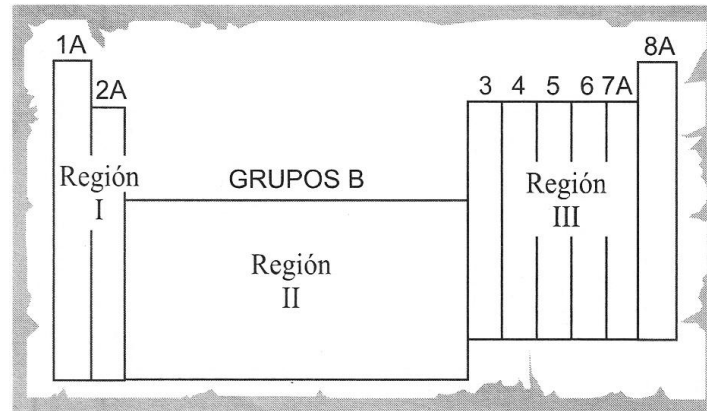 1A
8A
2A
3 4 5 6 7A
Región
I
GRUPOS B
Región
III
Región
II